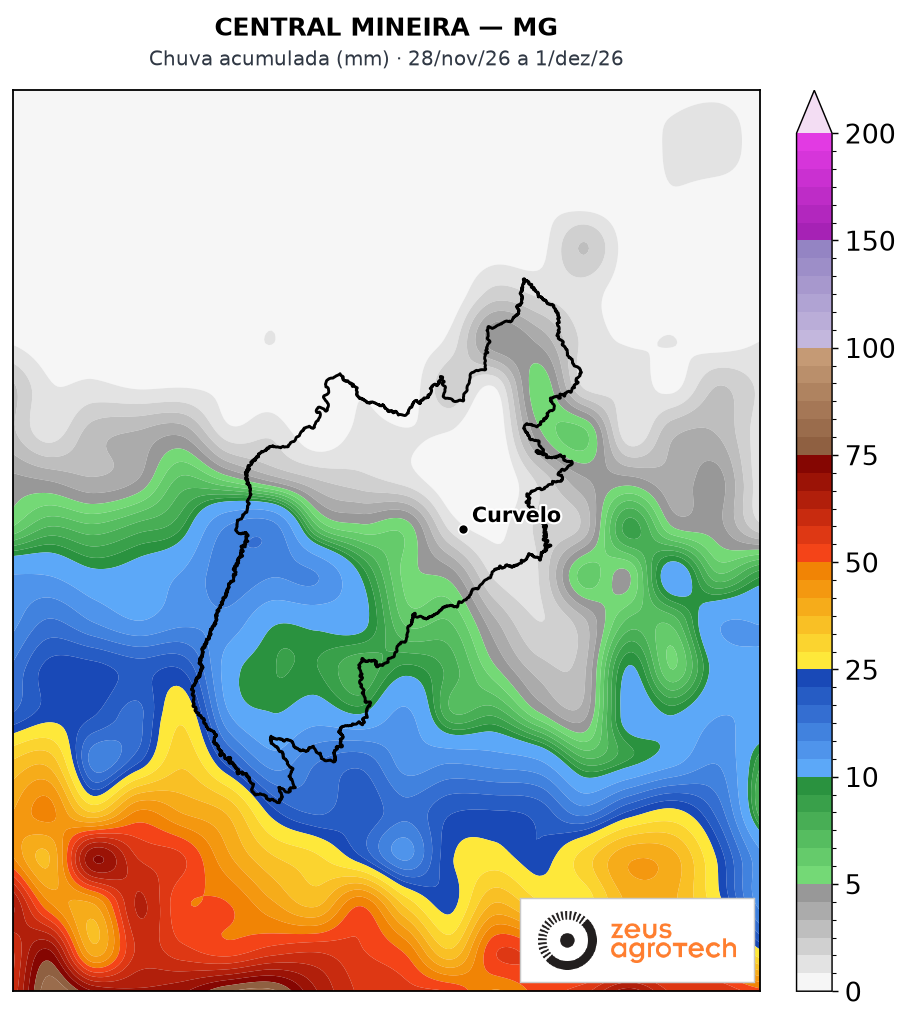 CENTRAL MINEIRA — MG
Chuva acumulada (mm) · 28/nov/26 a 1/dez/26
200
150
100
75
50
25
10
5
0
Curvelo
zeus
agrotech